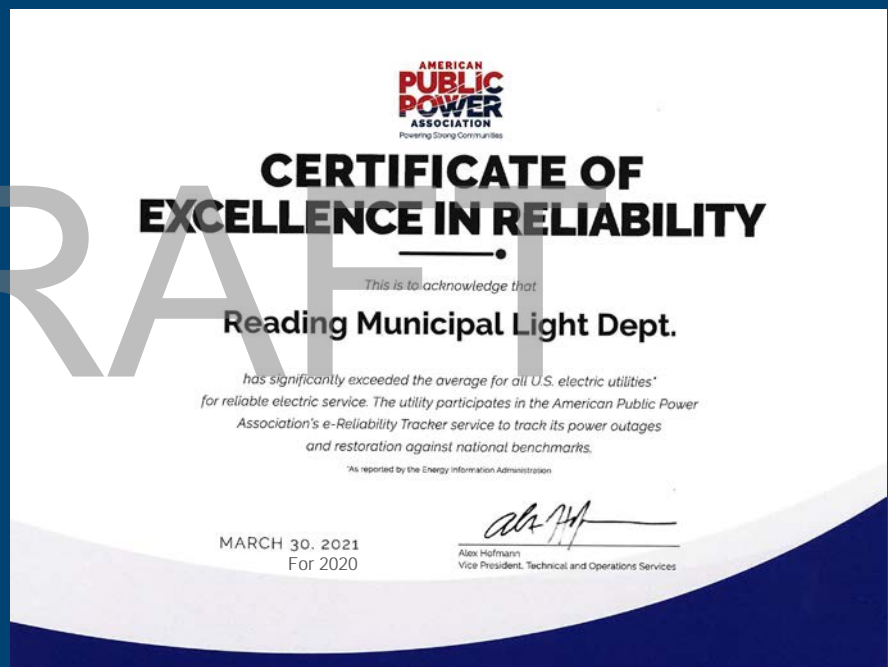 AMERICAN
PUBLIC
POWER
ASSOCIATION
Powering Strong Communities
CERTIFICATE OF
EXCELLENCE IN RELIABILITY
This is to acknowledge that
Reading Municipal Light Dept.
has significantly exceeded the average for all U.S. electric utilities*
for reliable electric service. The utility participates in the American Public Power
Association's e-Reliability Tracker service to track its power outages
and restoration against national benchmarks.
*As reported by the Energy Information Administration
MARCH 30, 2021
For 2020
Alex Hofmann
Vice President, Technical and Operations Services
RAFT